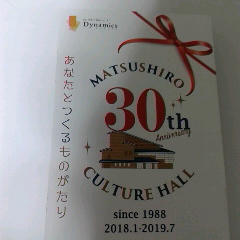 Dynamics
あなたとつくるものがたり
MATSUSHIRO
30th
Anniversary
CULTURE HALL
since 1988
2018.1-2019.7